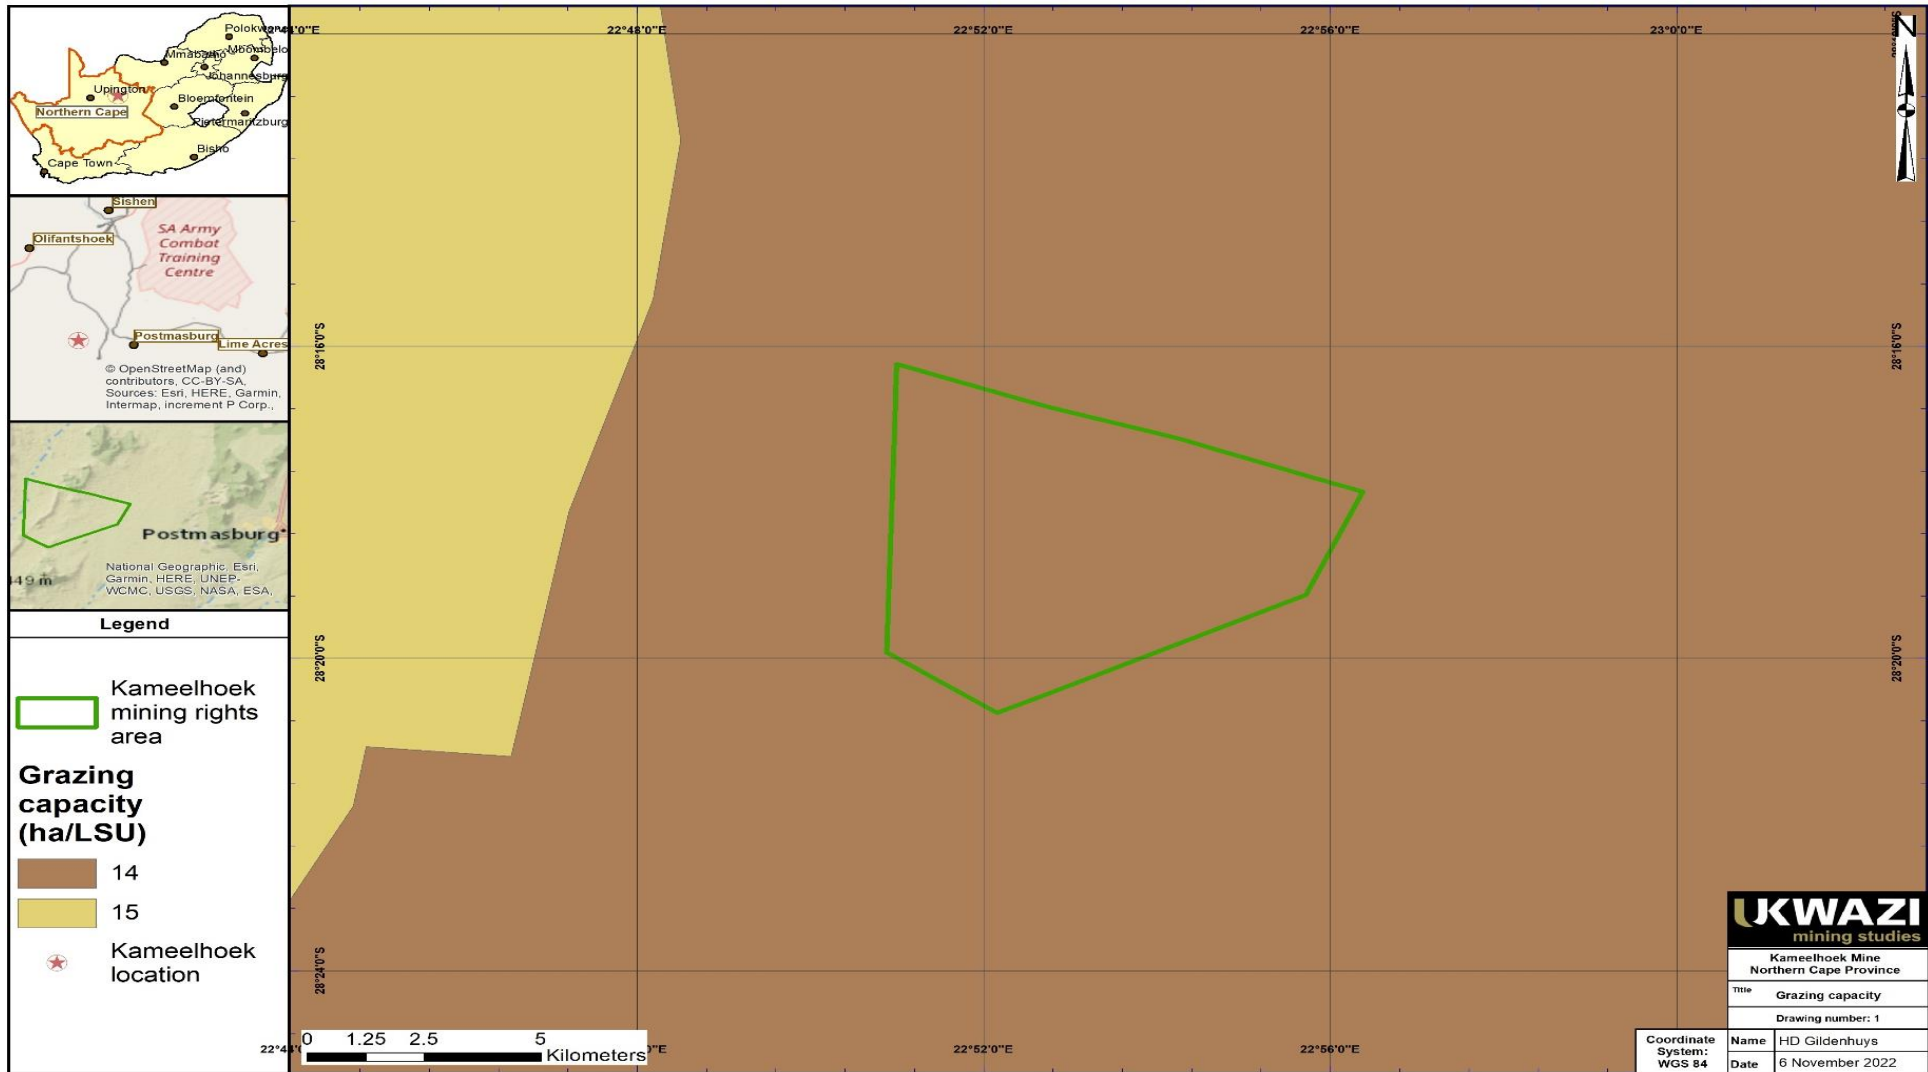 Polokwane
Mmabatho
Mbombela
Johannesburg
Upington
Bloemfontein
Northern Cape
Pietermaritzburg
Bisho
Cape Town
Sishen
Olifantshoek
SA Army
Combat
Training
Centre
Postmasburg
Lime Acres
© OpenStreetMap (and)
contributors, CC-BY-SA,
Sources: Esri, HERE, Garmin,
Intermap, increment P Corp.,
Postmasburg
49 m
National Geographic, Esri,
Garmin, HERE, UNEP-
WCMC, USGS, NASA, ESA,
Legend
Kameelhoek
mining rights
area
Grazing
capacity
(ha/LSU)
14
15
Kameelhoek
location
22°48'0"E
22°52'0"E
22°56'0"E
23°0'0"E
N
28°16'0"S
28°16'0"S
28°20'0"S
28°20'0"S
28°24'0"S
0 1.25 2.5 5
Kilometers
22°52'0"E
22°56'0"E
UKWAZI
mining studies
Kameelhoek Mine
Northern Cape Province
Title Grazing capacity
Drawing number: 1
Coordinate
System:
WGS 84
Name HD Gildenhuys
Date 6 November 2022